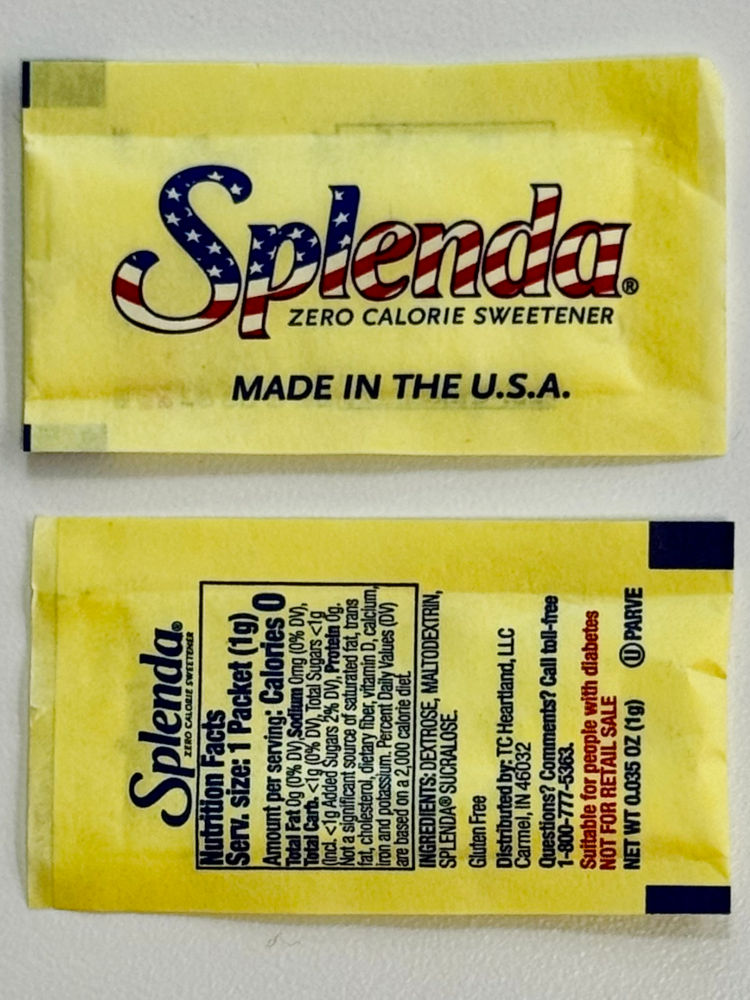 Splenda®
ZERO CALORIE SWEETENER
MADE IN THE U.S.A.
Splenda®
ZERO CALORIE SWEETENER
Nutrition Facts
Serv. size: 1 Packet (1g)
Amount per serving: Calories 0
Total Fat 0g (0% DV), Sodium 0mg (0% DV),
Total Carb. <1g (0% DV), Total Sugars <1g
(Incl. <1g Added Sugars 2% DV), Protein 0g.
Not a significant source of saturated fat, trans
fat, cholesterol, dietary fiber, vitamin D, calcium,
iron and potassium. Percent Daily Values (DV)
are based on a 2,000 calorie diet.
INGREDIENTS: DEXTROSE, MALTODEXTRIN,
SPLENDA® SUCRALOSE.
Gluten Free
Distributed by: TC Heartland, LLC
Carmel, IN 46032
Questions? Comments? Call toll-free
1-800-777-5363.
Suitable for people with diabetes
NOT FOR RETAIL SALE
NET WT 0.035 OZ (1g) U PARVE